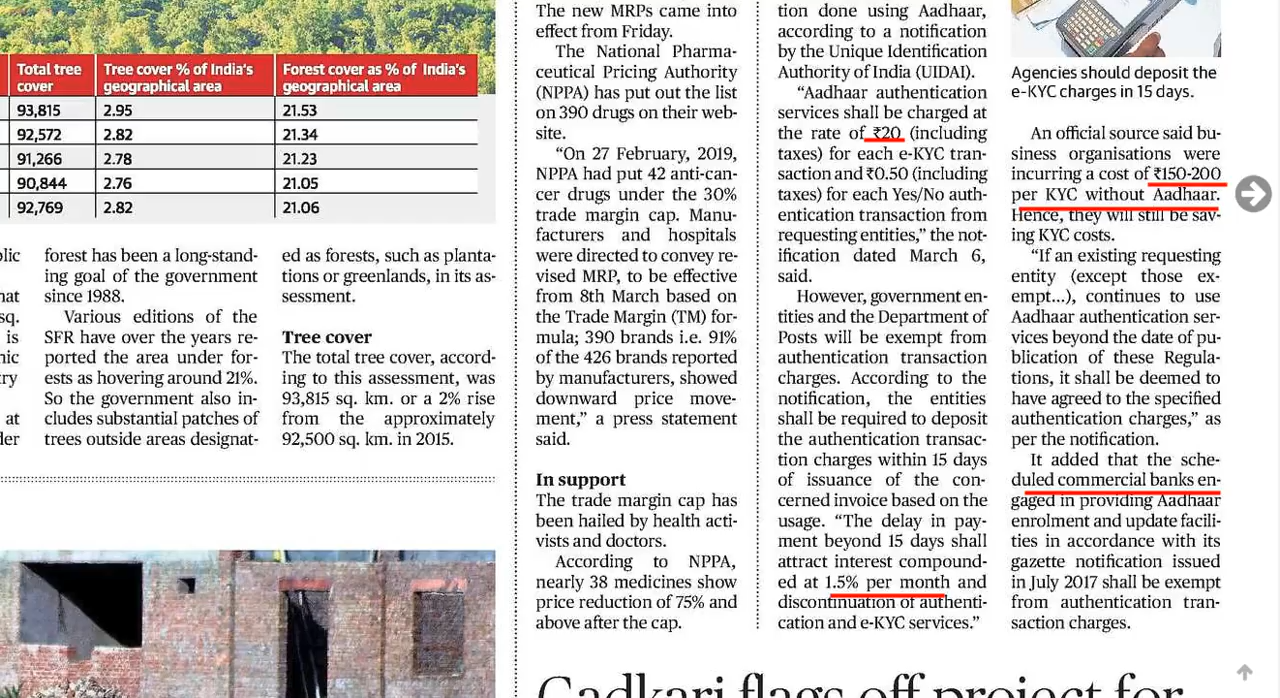 Total tree cover
Tree cover % of India's geographical area
Forest cover as % of India's geographical area
93,815 2.95 21.53
92,572 2.82 21.34
91,266 2.78 21.23
90,844 2.76 21.05
92,769 2.82 21.06
forest has been a long-stand-
ing goal of the government
since 1988.
Various editions of the
SFR have over the years re-
ported the area under for-
ests as hovering around 21%.
So the government also in-
cludes substantial patches of
trees outside areas designat-
ed as forests, such as planta-
tions or greenlands, in its as-
sessment.
Tree cover
The total tree cover, accord-
ing to this assessment, was
93,815 sq. km. or a 2% rise
from the approximately
92,500 sq. km. in 2015.
The new MRPs came into
effect from Friday.
The National Pharma-
ceutical Pricing Authority
(NPPA) has put out the list
on 390 drugs on their web-
site.
"On 27 February, 2019,
NPPA had put 42 anti-can-
cer drugs under the 30%
trade margin cap. Manu-
facturers and hospitals
were directed to convey re-
vised MRP, to be effective
from 8th March based on
the Trade Margin (TM) for-
mula; 390 brands i.e. 91%
of the 426 brands reported
by manufacturers, showed
downward price move-
ment," a press statement
said.
In support
The trade margin cap has
been hailed by health acti-
vists and doctors.
According to NPPA,
nearly 38 medicines show
price reduction of 75% and
above after the cap.
tion done using Aadhaar,
according to a notification
by the Unique Identification
Authority of India (UIDAI).
"Aadhaar authentication
services shall be charged at
the rate of ₹20 (including
taxes) for each e-KYC tran-
saction and ₹0.50 (including
taxes) for each Yes/No auth-
entication transaction from
requesting entities," the not-
ification dated March 6,
said.
However, government en-
tities and the Department of
Posts will be exempt from
authentication transaction
charges. According to the
notification, the entities
shall be required to deposit
the authentication transac-
tion charges within 15 days
of issuance of the con-
cerned invoice based on the
usage. "The delay in pay-
ment beyond 15 days shall
attract interest compound-
ed at 1.5% per month and
discontinuation of authenti-
cation and e-KYC services."
Agencies should deposit the
e-KYC charges in 15 days.
An official source said bu-
siness organisations were
incurring a cost of ₹150-200
per KYC without Aadhaar.
Hence, they will still be sav-
ing KYC costs.
"If an existing requesting
entity (except those ex-
empt...), continues to use
Aadhaar authentication ser-
vices beyond the date of pu-
blication of these Regula-
tions, it shall be deemed to
have agreed to the specified
authentication charges," as
per the notification.
It added that the sche-
duled commercial banks en-
gaged in providing Aadhaar
enrolment and update facili-
ties in accordance with its
gazette notification issued
in July 2017 shall be exempt
from authentication tran-
saction charges.
Gadkari flags off project for